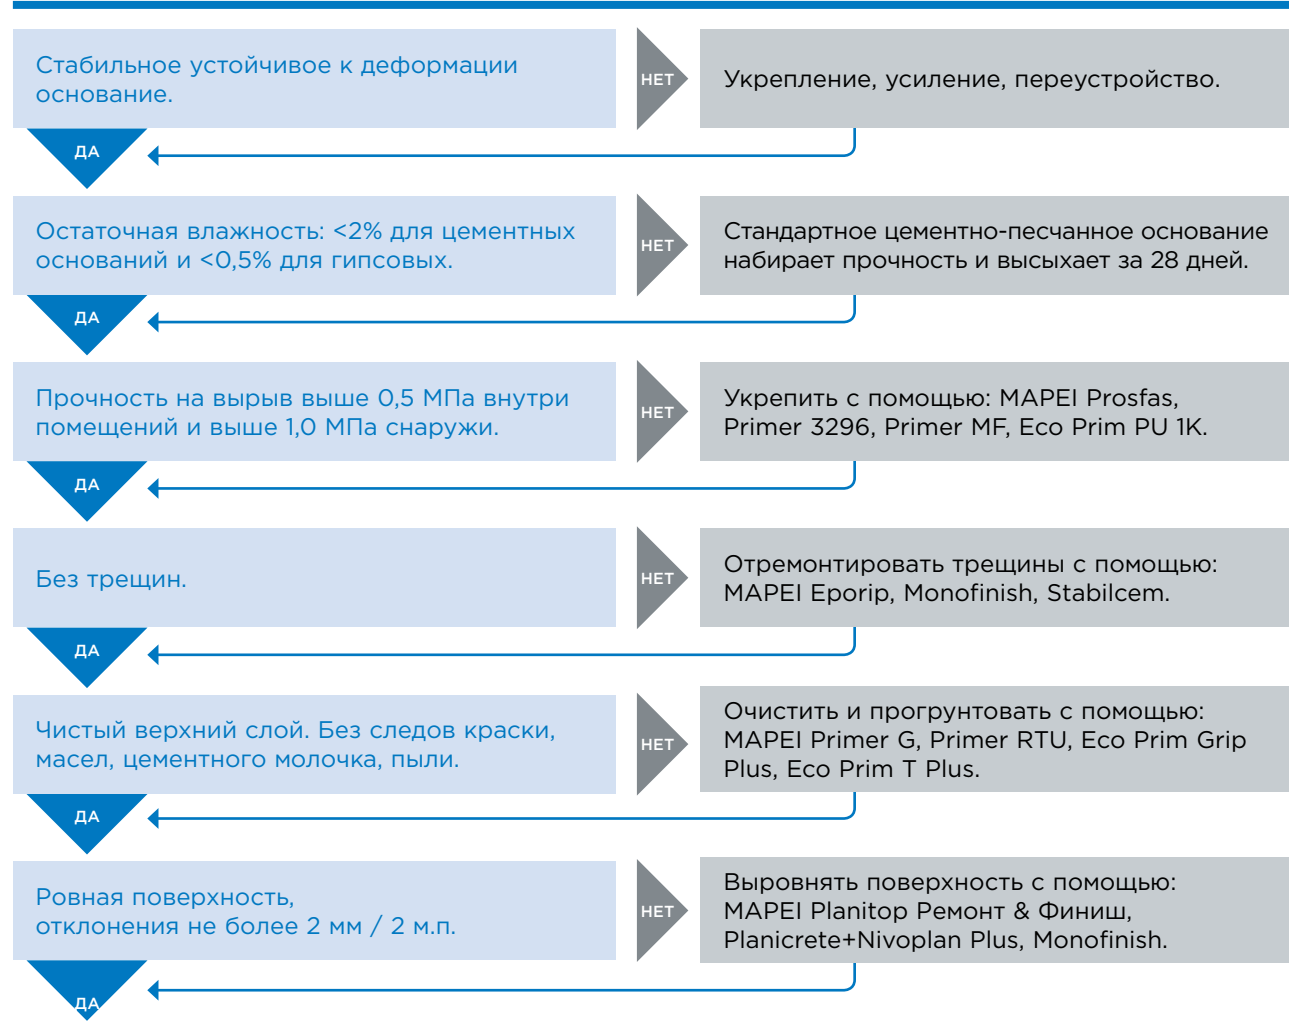 Стабильное устойчивое к деформации
основание.
НЕТ
Укрепление, усиление, переустройство.
ДА
Остаточная влажность: <2% для цементных
оснований и <0,5% для гипсовых.
НЕТ
Стандартное цементно-песчанное основание
набирает прочность и высыхает за 28 дней.
ДА
Прочность на вырыв выше 0,5 МПа внутри
помещений и выше 1,0 МПа снаружи.
НЕТ
Укрепить с помощью: MAPEI Prosfas,
Primer 3296, Primer MF, Eco Prim PU 1K.
ДА
Без трещин.
НЕТ
Отремонтировать трещины с помощью:
MAPEI Eporip, Monofinish, Stabilcem.
ДА
Чистый верхний слой. Без следов краски,
масел, цементного молочка, пыли.
НЕТ
Очистить и прогрунтовать с помощью:
MAPEI Primer G, Primer RTU, Eco Prim Grip
Plus, Eco Prim T Plus.
ДА
Ровная поверхность,
отклонения не более 2 мм / 2 м.п.
НЕТ
Выровнять поверхность с помощью:
MAPEI Planitop Ремонт & Финиш,
Planicrete+Nivoplan Plus, Monofinish.
ДА